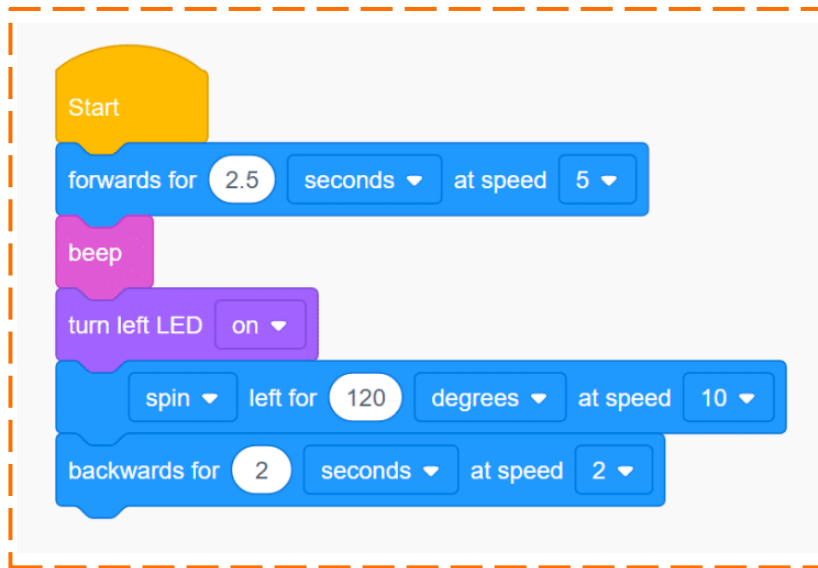 Start
forwards for 2.5 seconds at speed 5
beep
turn left LED on
spin left for 120 degrees at speed 10
backwards for 2 seconds at speed 2